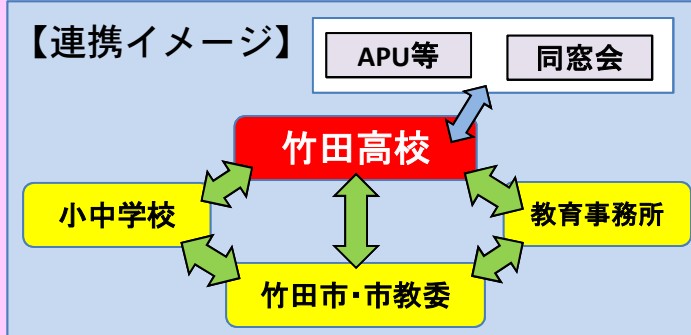 【連携イメージ】
APU等
同窓会
竹田高校
小中学校
教育事務所
竹田市・市教委